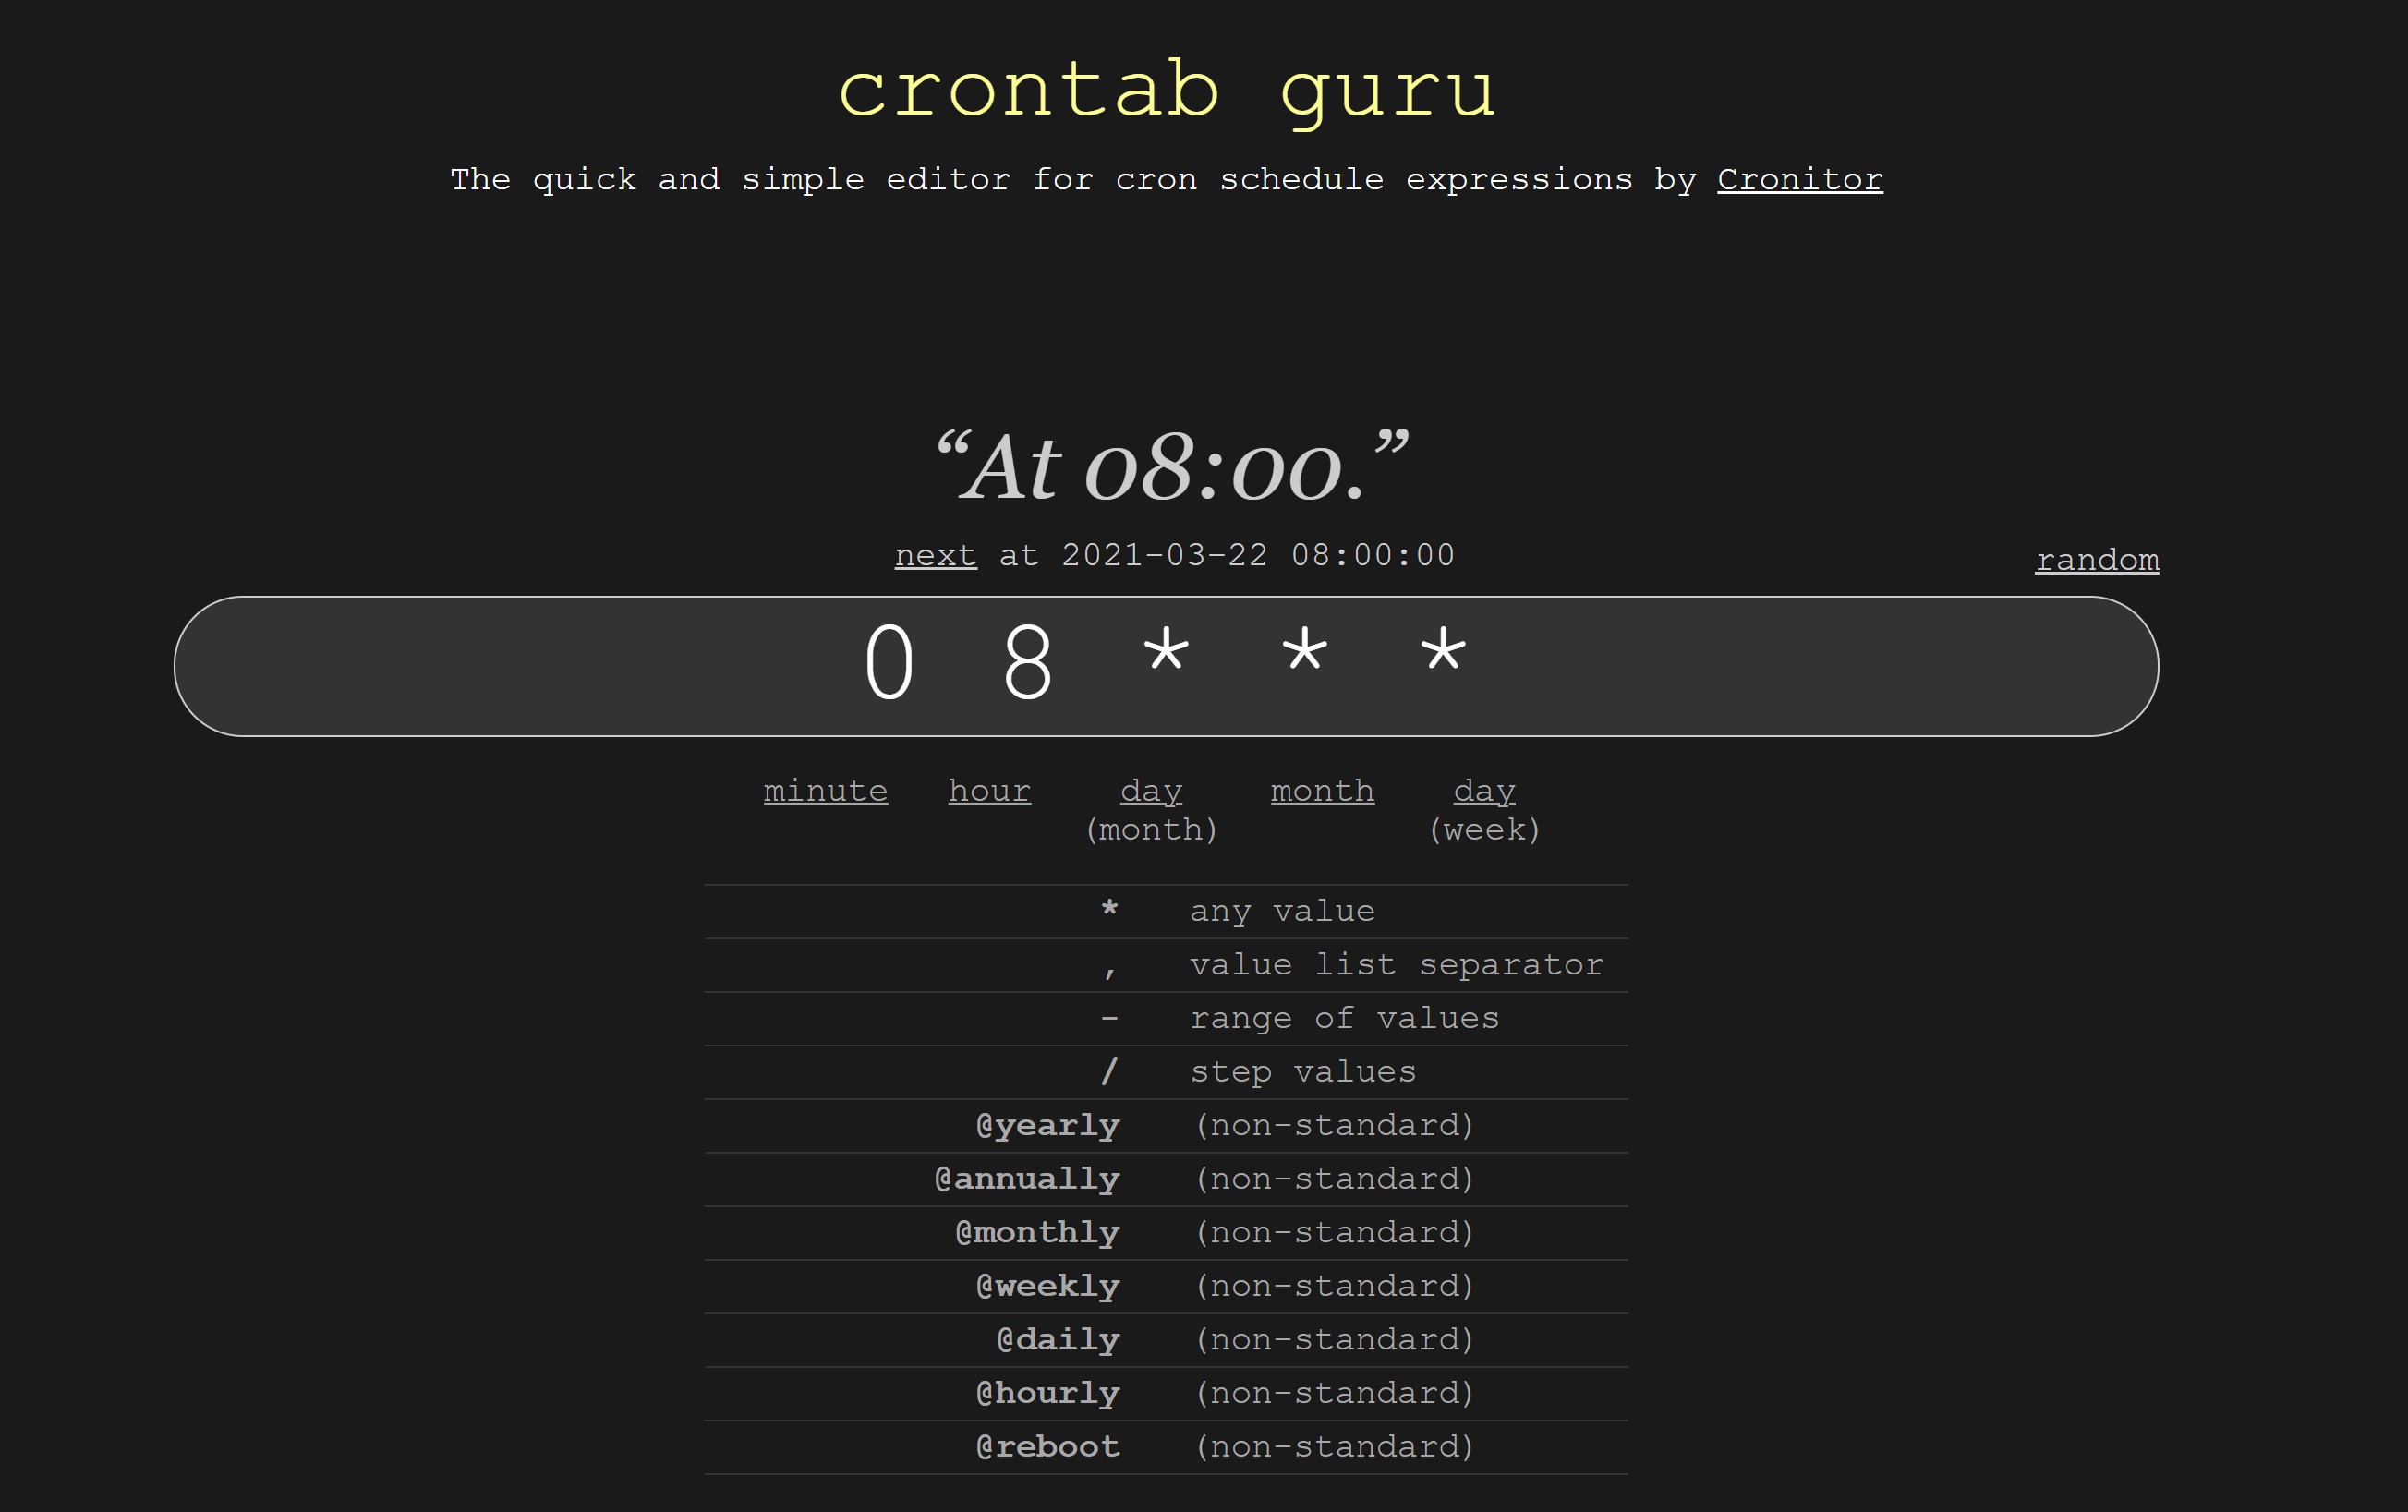 crontab guru
The quick and simple editor for cron schedule expressions by Cronitor
“At 08:00.”
next at 2021-03-22 08:00:00
random
0 8 * * *
minute hour day month day
(month) (week)
* any value
, value list separator
- range of values
/ step values
@yearly (non-standard)
@annually (non-standard)
@monthly (non-standard)
@weekly (non-standard)
@daily (non-standard)
@hourly (non-standard)
@reboot (non-standard)